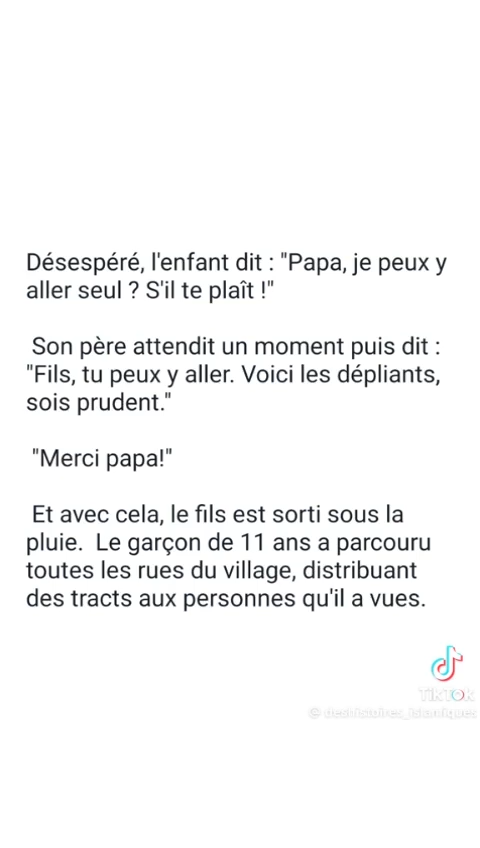 Désespéré, l'enfant dit : "Papa, je peux y
aller seul ? S'il te plaît !"
Son père attendit un moment puis dit :
"Fils, tu peux y aller. Voici les dépliants,
sois prudent."
"Merci papa!"
Et avec cela, le fils est sorti sous la
pluie.  Le garçon de 11 ans a parcouru
toutes les rues du village, distribuant
des tracts aux personnes qu'il a vues.
TikTok
@ deshistoires_islamiques